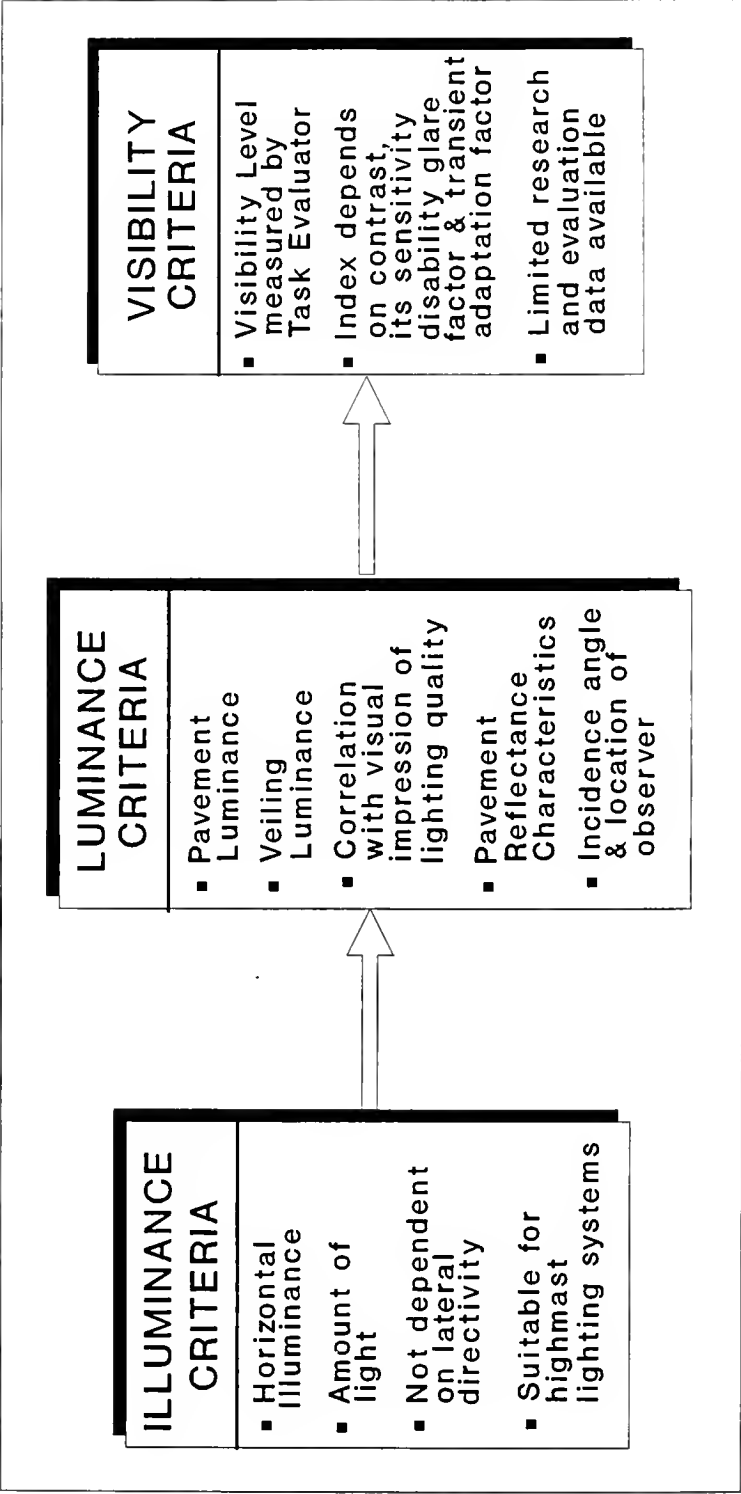 ILLUMINANCE
CRITERIA
▪ Horizontal
Illuminance
▪ Amount of
light
▪ Not dependent
on lateral
directivity
▪ Suitable for
highmast
lighting systems
LUMINANCE
CRITERIA
▪ Pavement
Luminance
▪ Veiling
Luminance
▪ Correlation
with visual
impression of
lighting quality
▪ Pavement
Reflectance
Characteristics
▪ Incidence angle
& location of
observer
VISIBILITY
CRITERIA
▪ Visibility Level
measured by
Task Evaluator
▪ Index depends
on contrast,
its sensitivity
disability glare
factor & transient
adaptation factor
▪ Limited research
and evaluation
data available